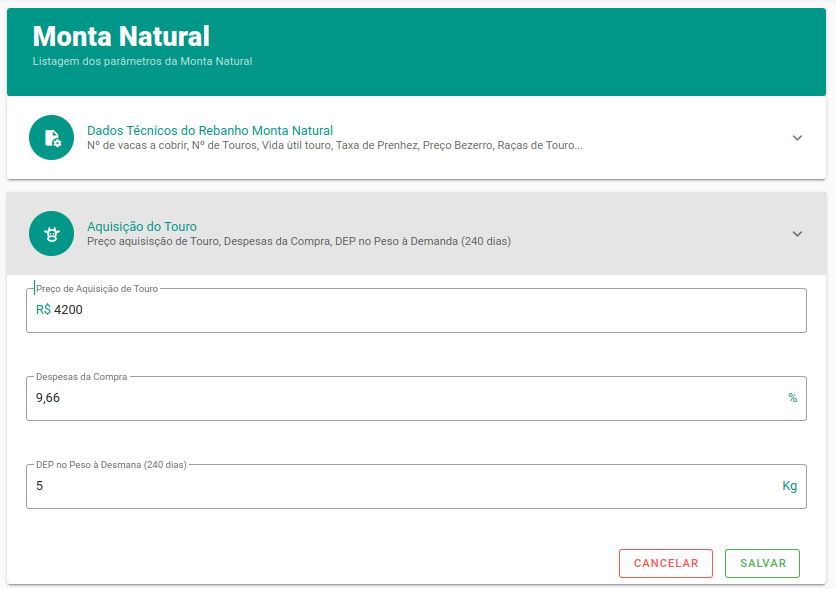 Monta Natural
Listagem dos parâmetros da Monta Natural
Dados Técnicos do Rebanho Monta Natural
Nº de vacas a cobrir, Nº de Touros, Vida ùtil touro, Taxa de Prenhez, Preço Bezerro, Raças de Touro...
Aquisição do Touro
Preço aquisisção de Touro, Despesas da Compra, DEP no Peso à Demanda (240 dias)
Preço de Aquisição de Touro
R$ 4200
Despesas da Compra
9,66 %
DEP no Peso à Desmana (240 dias)
5 Kg
CANCELAR SALVAR